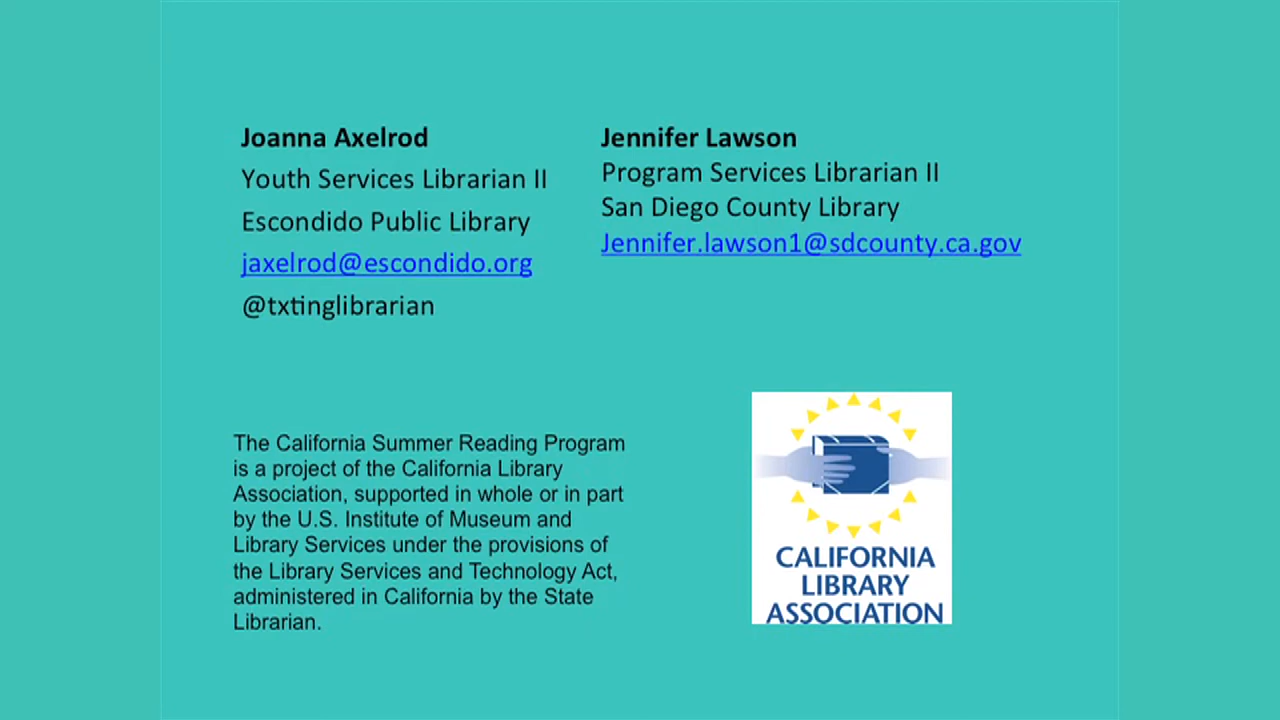 Joanna Axelrod
Youth Services Librarian II
Escondido Public Library
jaxelrod@escondido.org
@txtinglibrarian
Jennifer Lawson
Program Services Librarian II
San Diego County Library
Jennifer.lawson1@sdcounty.ca.gov
The California Summer Reading Program
is a project of the California Library
Association, supported in whole or in part
by the U.S. Institute of Museum and
Library Services under the provisions of
the Library Services and Technology Act,
administered in California by the State
Librarian.
CALIFORNIA
LIBRARY
ASSOCIATION